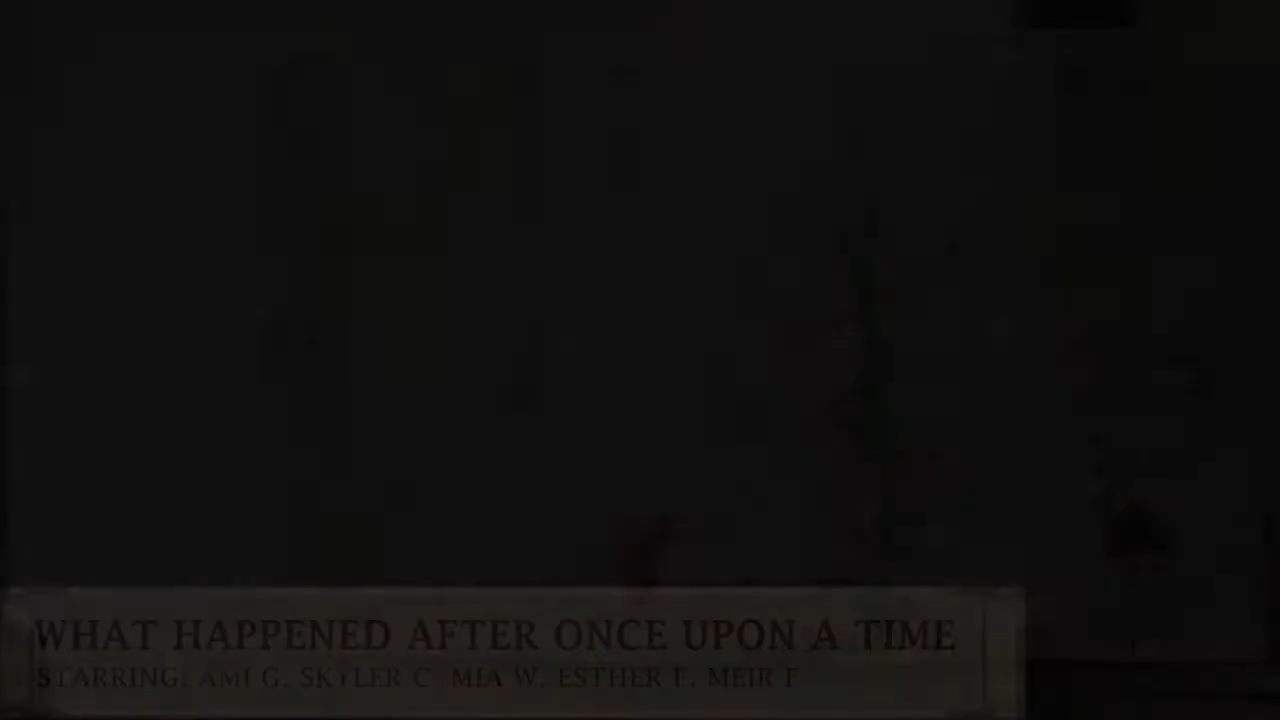 WHAT HAPPENED AFTER ONCE UPON A TIME
STARRING: AMI G. SKYLER C. MIA W. ESTHER F. MEIR F